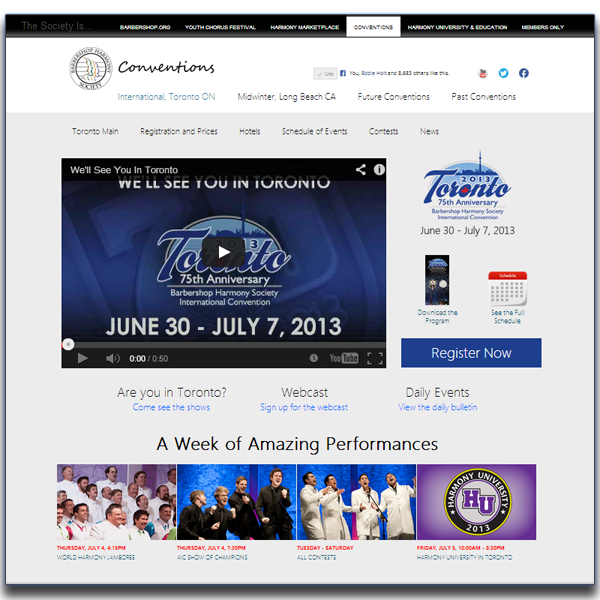 The Society Is...
BARBERSHOP.ORG YOUTH CHORUS FESTIVAL HARMONY MARKETPLACE CONVENTIONS HARMONY UNIVERSITY & EDUCATION MEMBERS ONLY
BARBERSHOP HARMONY SOCIETY
Conventions
Like You, Eddie Holt and 8,683 others like this.
International, Toronto ON Midwinter, Long Beach CA Future Conventions Past Conventions
Toronto Main Registration and Prices Hotels Schedule of Events Contests News
We'll See You In Toronto
WE'LL SEE YOU IN TORONTO
2013
Toronto
75th Anniversary
Barbershop Harmony Society
International Convention
JUNE 30 - JULY 7, 2013
0:00 / 0:50 YouTube
2013
Toronto
75th Anniversary
Barbershop Harmony Society
International Convention
June 30 - July 7, 2013
Schedule
Download the
Program
See the Full
Schedule
Register Now
Are you in Toronto? Webcast Daily Events
Come see the shows Sign up for the webcast View the daily bulletin
A Week of Amazing Performances
HARMONY UNIVERSITY
HU
2013
THURSDAY, JULY 4, 4:15PM THURSDAY, JULY 4, 7:30PM TUESDAY - SATURDAY FRIDAY, JULY 5, 10:00AM - 8:00PM
WORLD HARMONY JAMBOREE AIC SHOW OF CHAMPIONS ALL CONTESTS HARMONY UNIVERSITY IN TORONTO